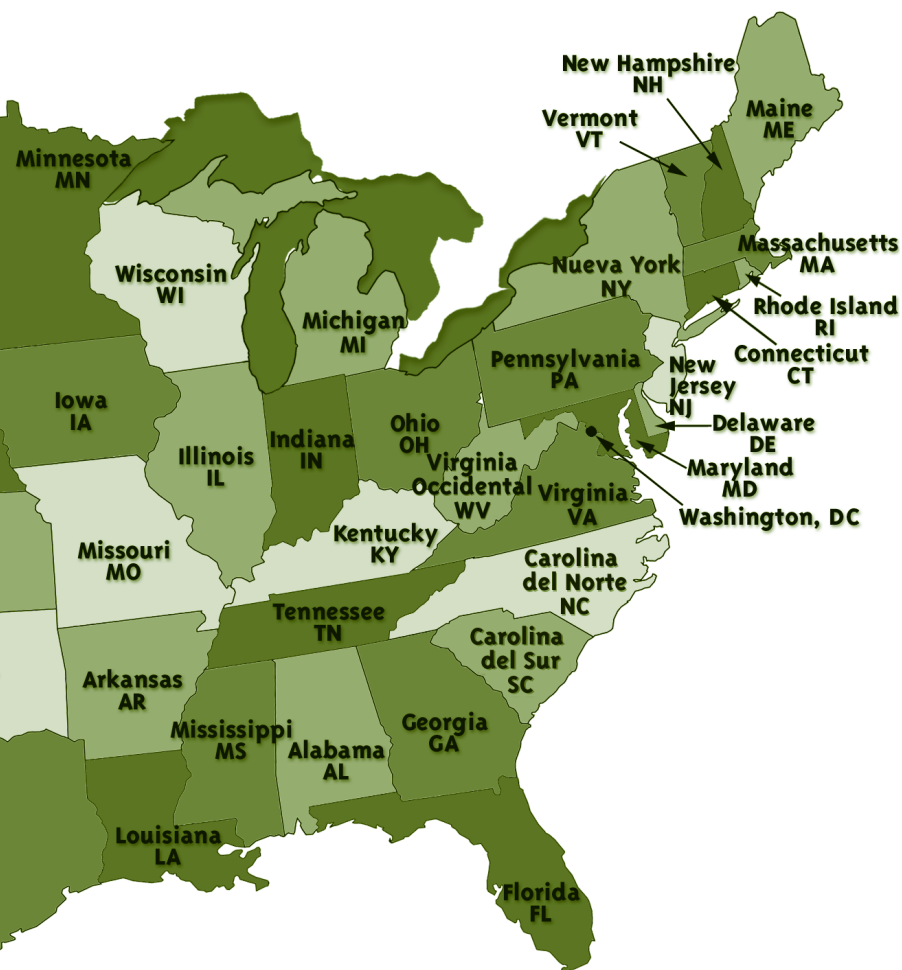 New Hampshire
NH
Maine
ME
Vermont
VT
Minnesota
MN
Massachusetts
MA
Wisconsin
WI
Nueva York
NY
Rhode Island
RI
Michigan
MI
Connecticut
CT
Pennsylvania
PA
New
Jersey
NJ
Iowa
IA
Ohio
OH
Delaware
DE
Indiana
IN
Illinois
IL
Virginia
Occidental
WV
Maryland
MD
Virginia
VA
Washington, DC
Kentucky
KY
Missouri
MO
Carolina
del Norte
NC
Tennessee
TN
Carolina
del Sur
SC
Arkansas
AR
Mississippi
MS
Georgia
GA
Alabama
AL
Louisiana
LA
Florida
FL